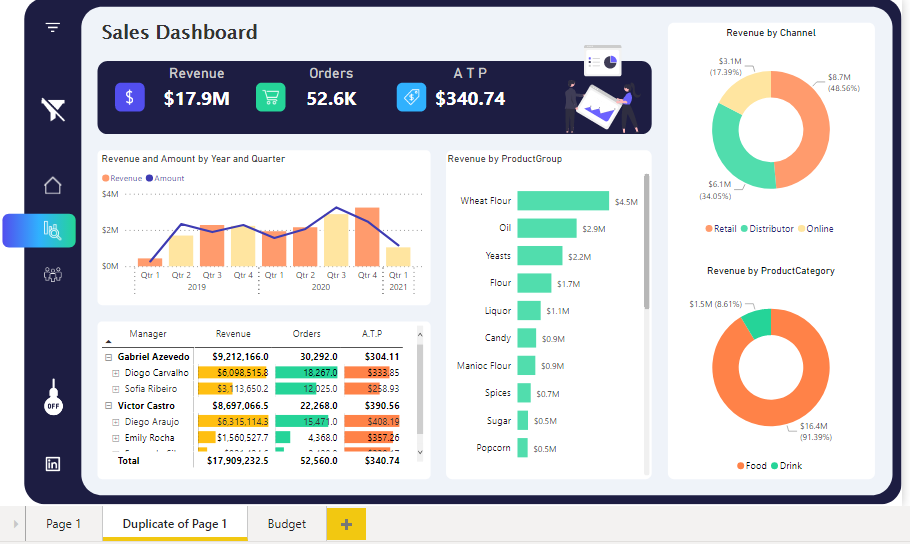 Sales Dashboard
Revenue Orders A T P
$17.9M 52.6K $340.74
OFF
in
Revenue and Amount by Year and Quarter
Revenue Amount
$4M
$2M
$0M
Qtr 1 Qtr 2 Qtr 3 Qtr 4 Qtr 1 Qtr 2 Qtr 3 Qtr 4 Qtr 1
2019 2020 2021
Manager Revenue Orders A.T.P
Gabriel Azevedo $9,212,166.0 30,292.0 $304.11
Diogo Carvalho $6,098,515.8 18,267.0 $333.85
Sofia Ribeiro $3,113,650.2 12,025.0 $258.93
Victor Castro $8,697,066.5 22,268.0 $390.56
Diego Araujo $6,315,114.3 15,471.0 $408.19
Emily Rocha $1,560,527.7 4,368.0 $357.26
Total $17,909,232.5 52,560.0 $340.74
Revenue by ProductGroup
Wheat Flour $4.5M
Oil $2.9M
Yeasts $2.2M
Flour $1.7M
Liquor $1.1M
Candy $0.9M
Manioc Flour $0.9M
Spices $0.7M
Sugar $0.5M
Popcorn $0.5M
Revenue by Channel
$3.1M
(17.39%)
$8.7M
(48.56%)
$6.1M
(34.05%)
Retail Distributor Online
Revenue by ProductCategory
$1.5M (8.61%)
$16.4M
(91.39%)
Food Drink
Page 1 Duplicate of Page 1 Budget +